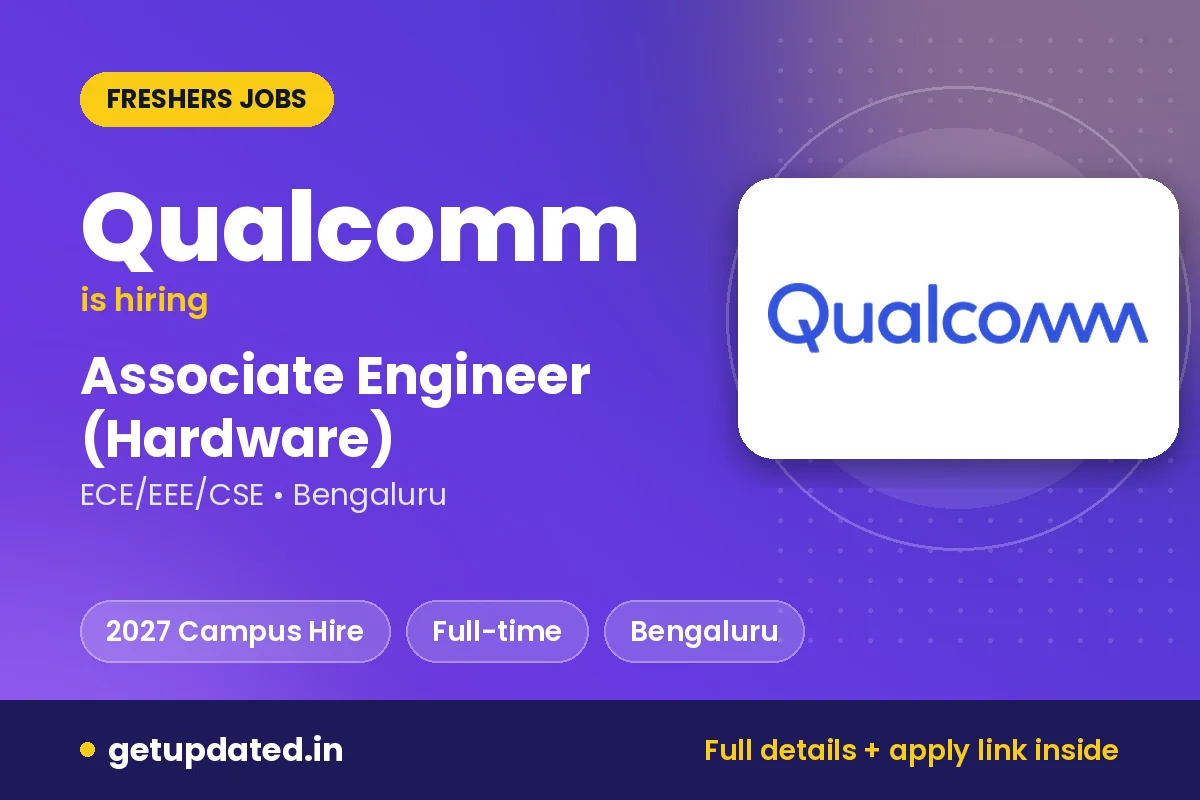 FRESHERS JOBS
Qualcomm
is hiring
Associate Engineer
(Hardware)
ECE/EEE/CSE • Bengaluru
Qualcomm
2027 Campus Hire
Full-time
Bengaluru
getupdated.in
Full details + apply link inside